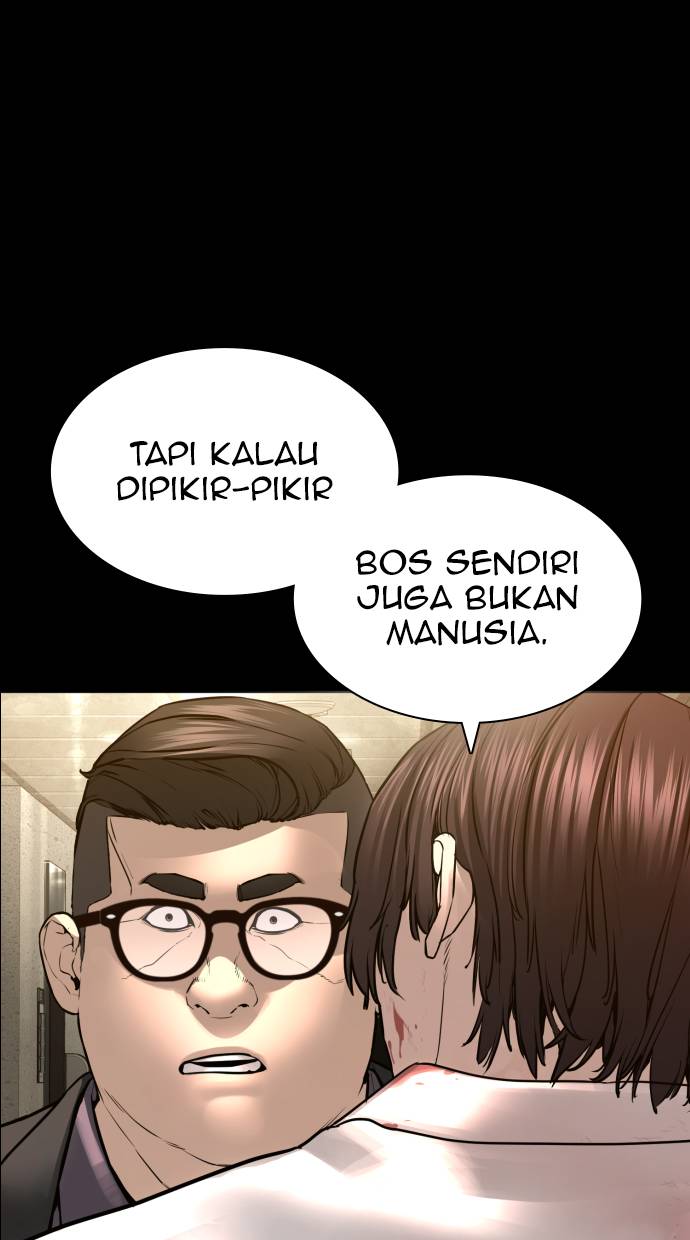 TAPI KALAU
DIPIKIR-PIKIR
BOS SENDIRI
JUGA BUKAN
MANUSIA.